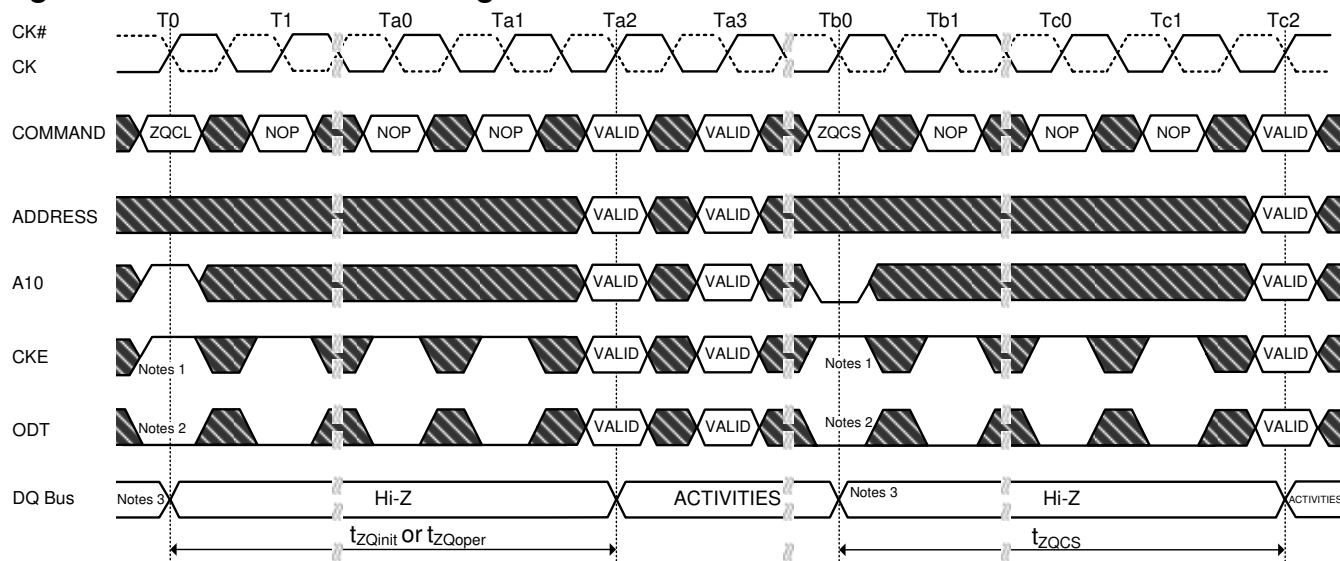 T0 T1 Ta0 Ta1 Ta2 Ta3 Tb0 Tb1 Tc0 Tc1 Tc2
CK#
CK
COMMAND ZQCL NOP NOP NOP VALID VALID ZQCS NOP NOP NOP VALID
ADDRESS VALID VALID VALID
A10 VALID VALID VALID
CKE Notes 1 VALID VALID Notes 1 VALID
ODT Notes 2 VALID VALID Notes 2 VALID
DQ Bus Notes 3 Hi-Z ACTIVITIES Notes 3 Hi-Z ACTIVITIES
tZQinit or tZQoper tZQCS